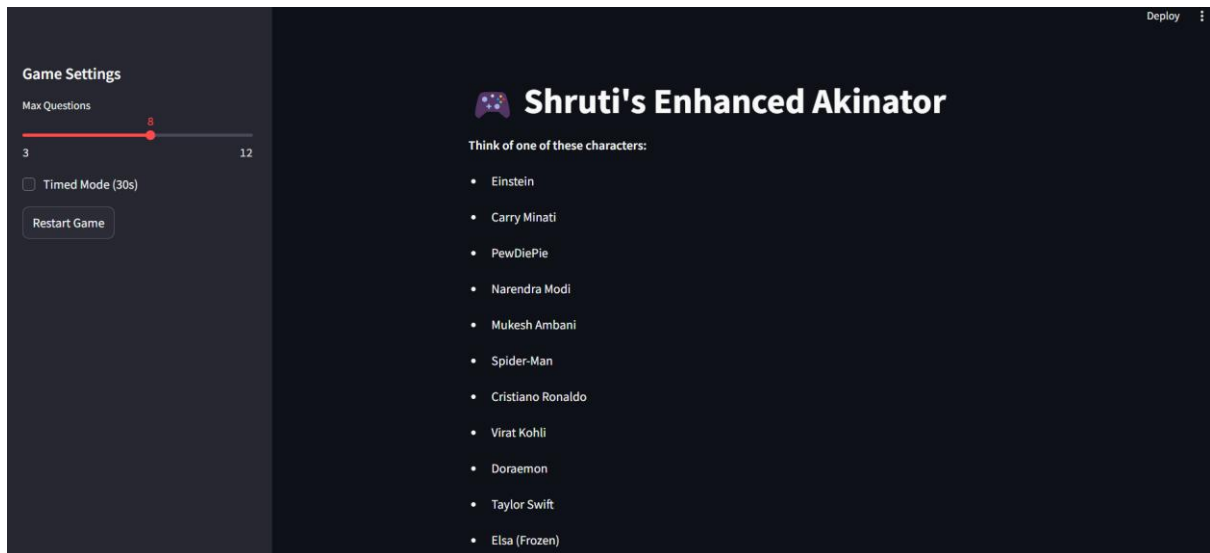 Deploy
Game Settings
Max Questions
8
3 12
Timed Mode (30s)
Restart Game
Shruti's Enhanced Akinator
Think of one of these characters:
Einstein
Carry Minati
PewDiePie
Narendra Modi
Mukesh Ambani
Spider-Man
Cristiano Ronaldo
Virat Kohli
Doraemon
Taylor Swift
Elsa (Frozen)